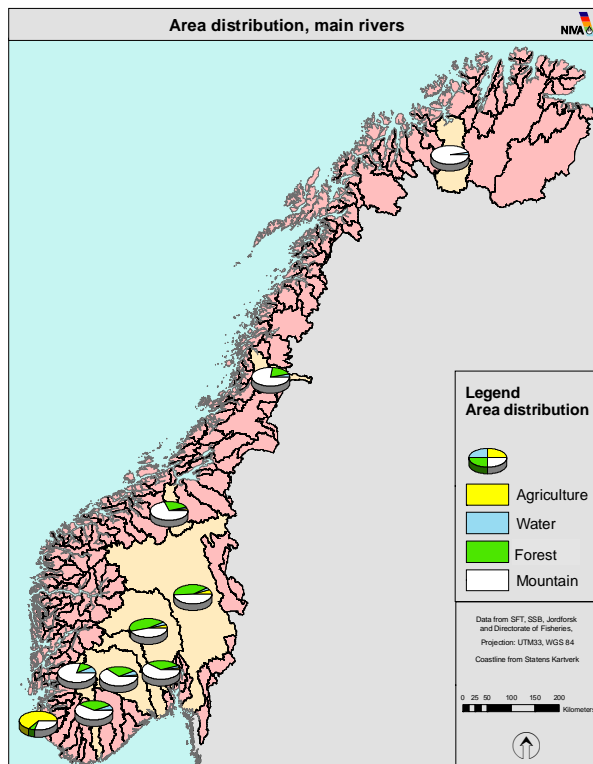 Area distribution, main rivers
NIVA
Legend
Area distribution
Agriculture
Water
Forest
Mountain
Data from SFT, SSB, Jordforsk
and Directorate of Fisheries,
Projection: UTM33, WGS 84
Coastline from Statens Kartverk
0 25 50 100 150 200
Kilometers